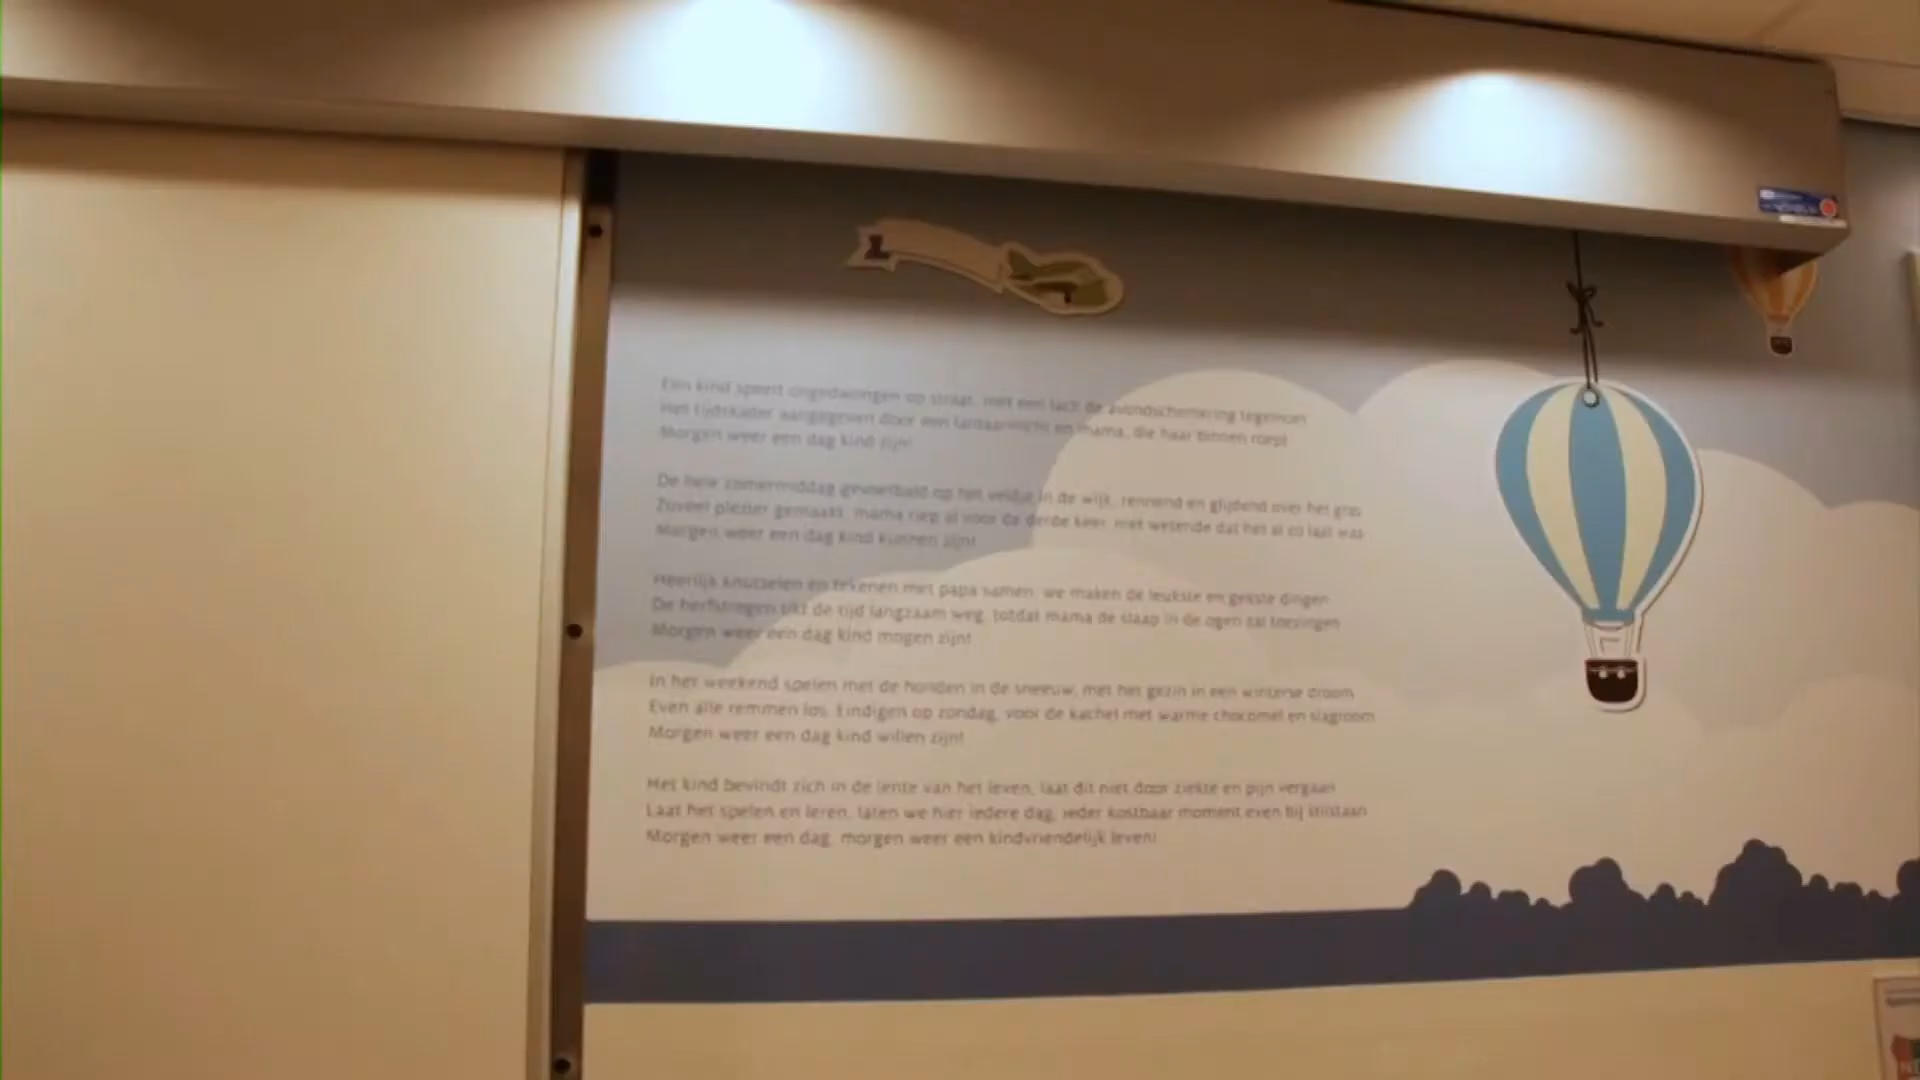 Een kind speelt ongedwongen op straat, met een lach de avondschemering tegemoet
Het tijdskader aangegeven door een lantaarnlicht en mama, die haar binnen roept
Morgen weer een dag kind zijn!
De hele zomermiddag gevoetbald op het veldje in de wijk, rennend en glijdend over het gras
Zoveel plezier gemaakt, mama riep al voor de derde keer, niet wetende dat het al zo laat was
Morgen weer een dag kind kunnen zijn!
Heerlijk knutselen en tekenen met papa samen, we maken de leukste en gekste dingen
De herfstregen tikt de tijd langzaam weg, totdat mama de slaap in de ogen zal toezingen
Morgen weer een dag kind mogen zijn!
In het weekend spelen met de honden in de sneeuw, met het gezin in een winterse droom
Even alle remmen los. Eindigen op zondag, voor de kachel met warme chocomel en slagroom
Morgen weer een dag kind willen zijn!
Het kind bevindt zich in de lente van het leven, laat dit niet door ziekte en pijn vergaan
Laat het spelen en leren, laten we hier iedere dag, ieder kostbaar moment even bij stilstaan
Morgen weer een dag, morgen weer een kindvriendelijk leven!